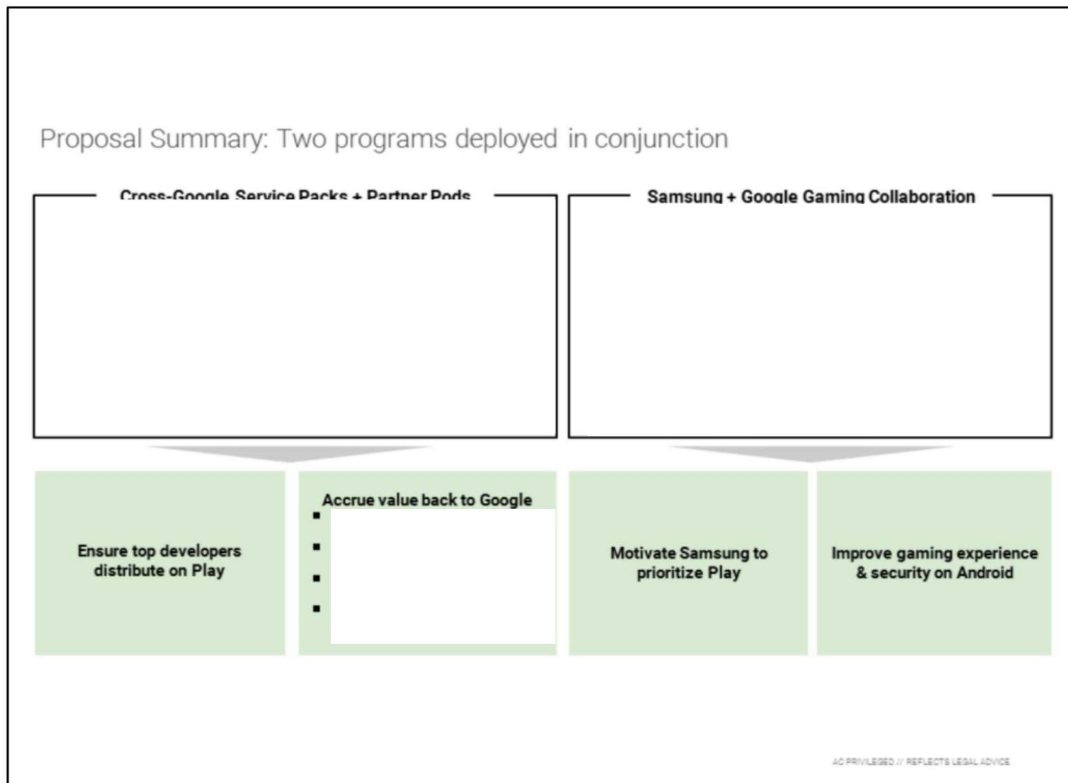 Proposal Summary: Two programs deployed in conjunction
Cross-Google Service Packs + Partner Pods
Samsung + Google Gaming Collaboration
Ensure top developers
distribute on Play
Accrue value back to Google
Motivate Samsung to
prioritize Play
Improve gaming experience
& security on Android
AC PRIVILEGED // REFLECTS LEGAL ADVICE